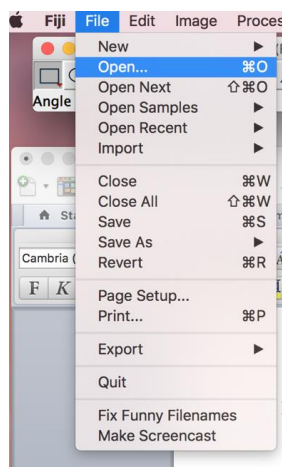 Fiji File Edit Image Proces
New
Open... ⌘O
Open Next ⇧⌘O
Angle
Open Samples
Open Recent
Import
Close ⌘W
Close All ⇧⌘W
Save ⌘S
Save As
Revert ⌘R
Cambria (
F K
Page Setup...
Print... ⌘P
Export
Quit
Fix Funny Filenames
Make Screencast